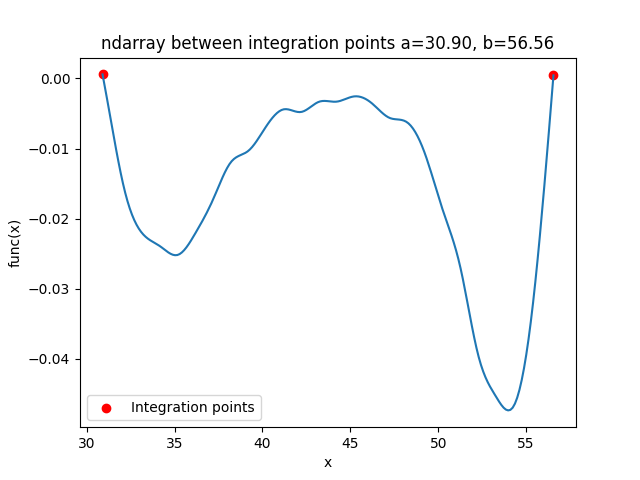 ndarray between integration points a=30.90, b=56.56
0.00
−0.01
−0.02
−0.03
−0.04
func(x)
Integration points
30 35 40 45 50 55
x